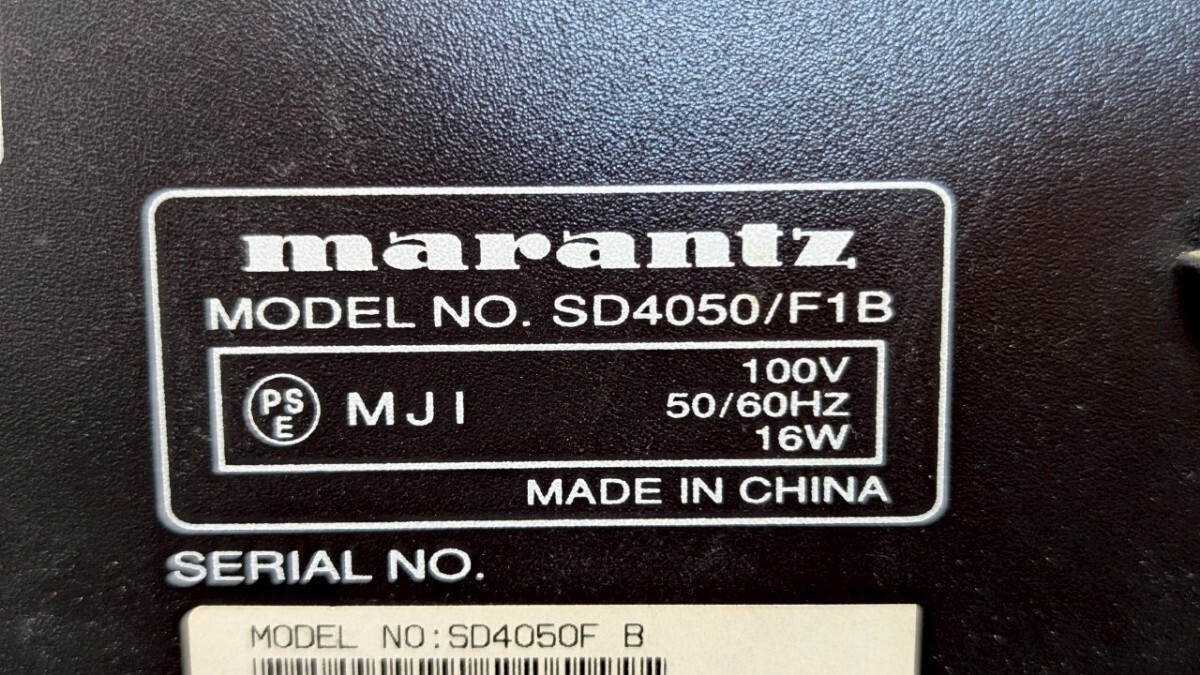 marantz
MODEL NO. SD4050/F1B
PS
E
MJI
100V
50/60HZ
16W
MADE IN CHINA
SERIAL NO.
MODEL NO:SD4050F B